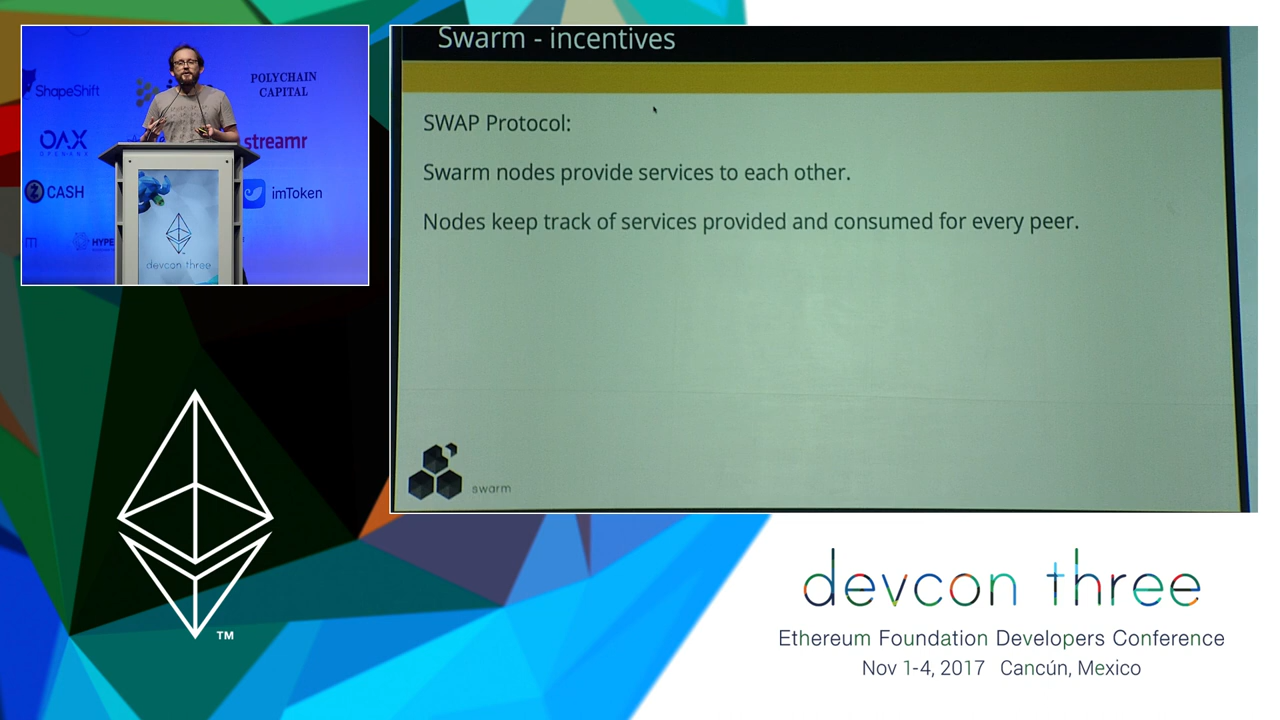 ShapeShift
POLYCHAIN
CAPITAL
OAX
streamr
CASH
imToken
HYPE
devcon three
Swarm - incentives
SWAP Protocol:
Swarm nodes provide services to each other.
Nodes keep track of services provided and consumed for every peer.
swarm
TM
devcon three
Ethereum Foundation Developers Conference
Nov 1-4, 2017 Cancún, Mexico